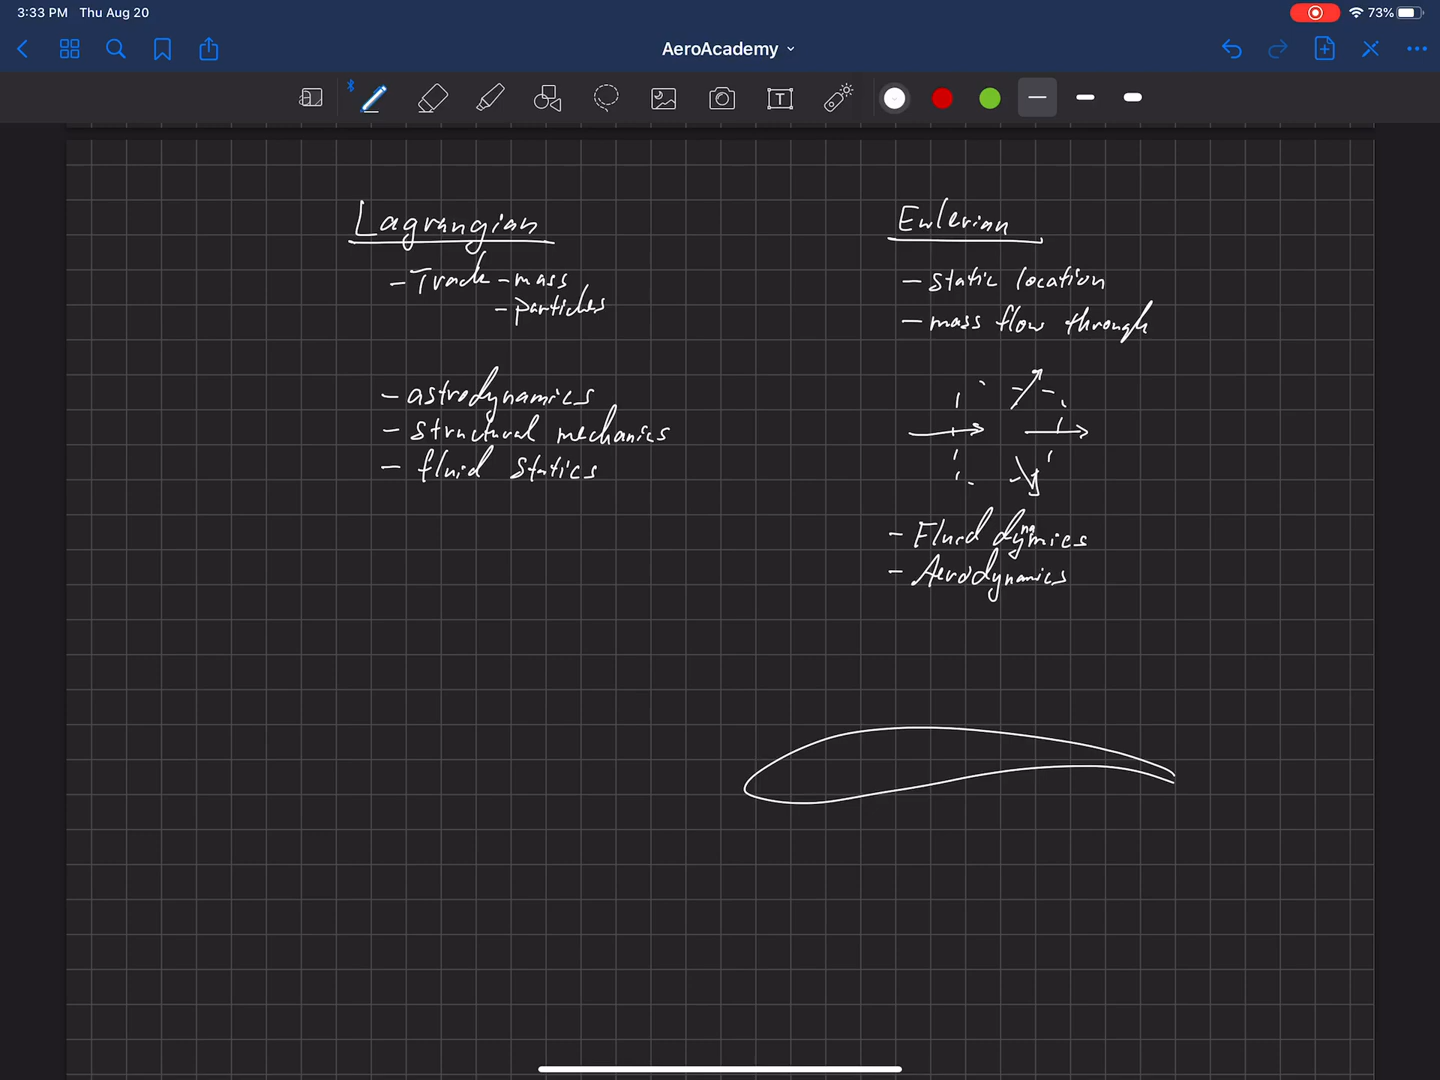 3:33 PM Thu Aug 20
73%
AeroAcademy
T
Lagrangian
- Track - mass
- particles
- astrodynamics
- structural mechanics
- fluid statics
Eulerian
- static location
- mass flow through
- Fluid dynamics
- Aerodynamics